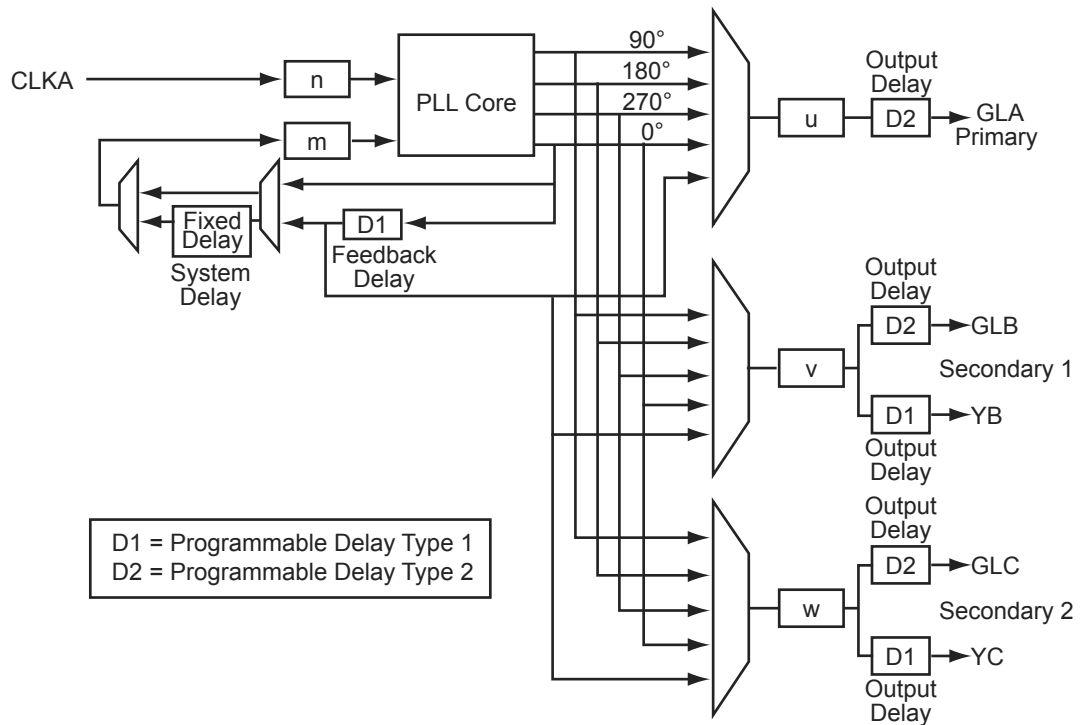 CLKA
n
m
PLL Core
90°
180°
270°
0°
u
Output
Delay
D2
GLA
Primary
Fixed
Delay
System
Delay
D1
Feedback
Delay
v
Output
Delay
D2
GLB
Secondary 1
D1
YB
Output
Delay
D1 = Programmable Delay Type 1
D2 = Programmable Delay Type 2
w
Output
Delay
D2
GLC
Secondary 2
D1
YC
Output
Delay